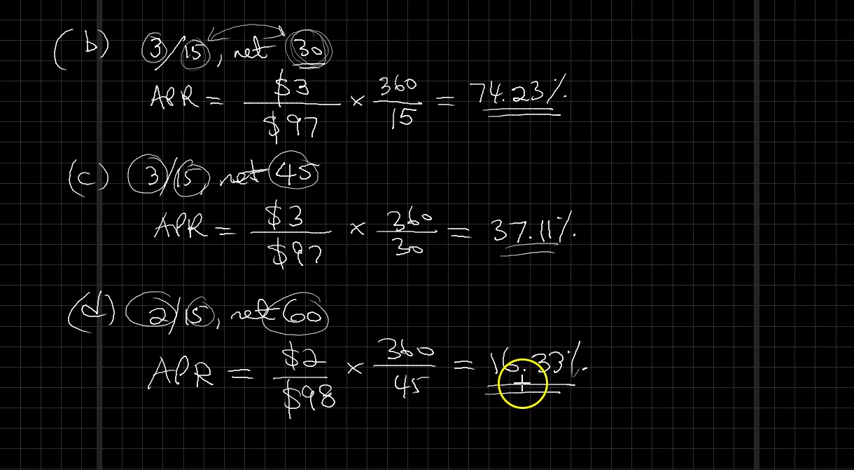 (b) 3/15, net 30
APR = $3/$97 × 360/15 = 74.23%.
(c) 3/15, net 45
APR = $3/$97 × 360/30 = 37.11%.
(d) 2/15, net 60
APR = $2/$98 × 360/45 = 16.33%.